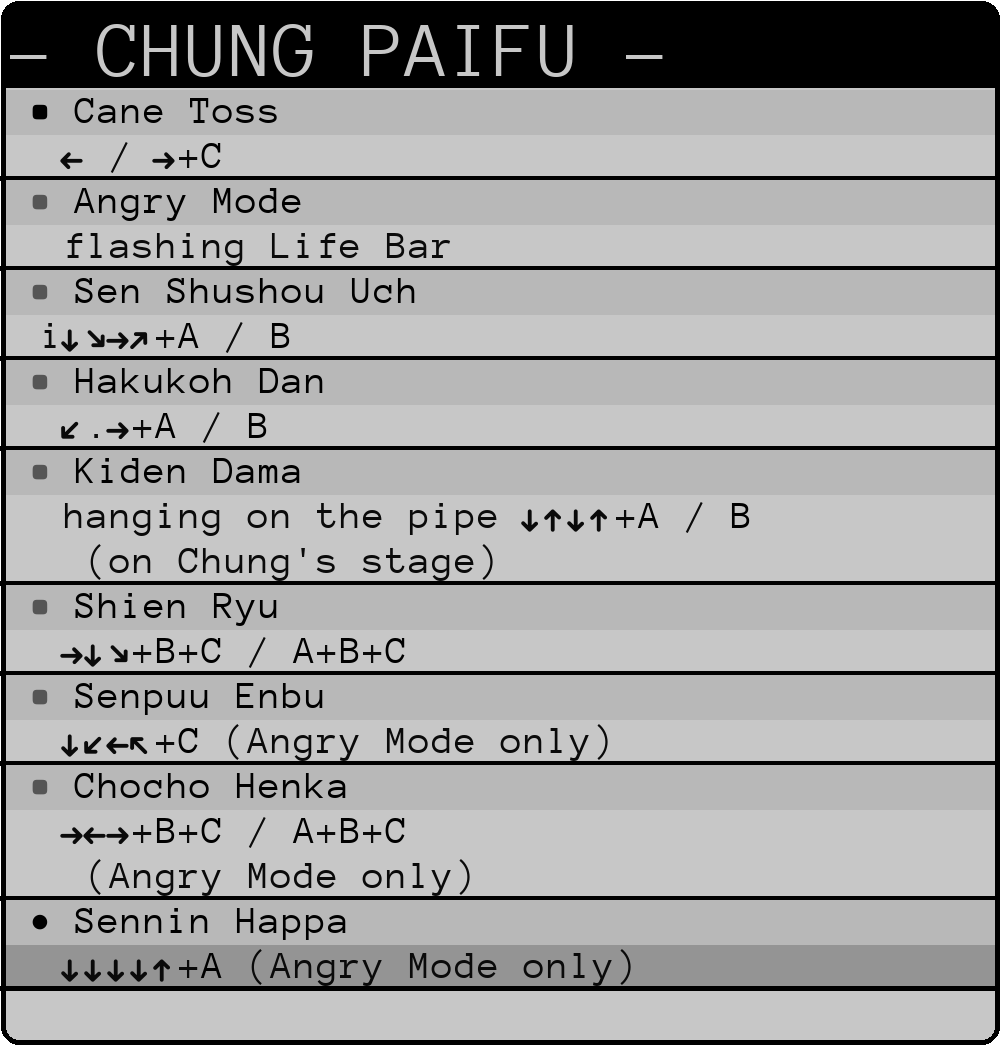 — CHUNG PAIFU —
▪ Cane Toss
← / →+C
▪ Angry Mode
flashing Life Bar
▪ Sen Shushou Uch
i↓↘→↗+A / B
▪ Hakukoh Dan
↙.→+A / B
▪ Kiden Dama
hanging on the pipe ↓↑↓↑+A / B
(on Chung's stage)
▪ Shien Ryu
→↓↘+B+C / A+B+C
▪ Senpuu Enbu
↓↙←↖+C (Angry Mode only)
▪ Chocho Henka
→←→+B+C / A+B+C
(Angry Mode only)
● Sennin Happa
↓↓↓↓↑+A (Angry Mode only)